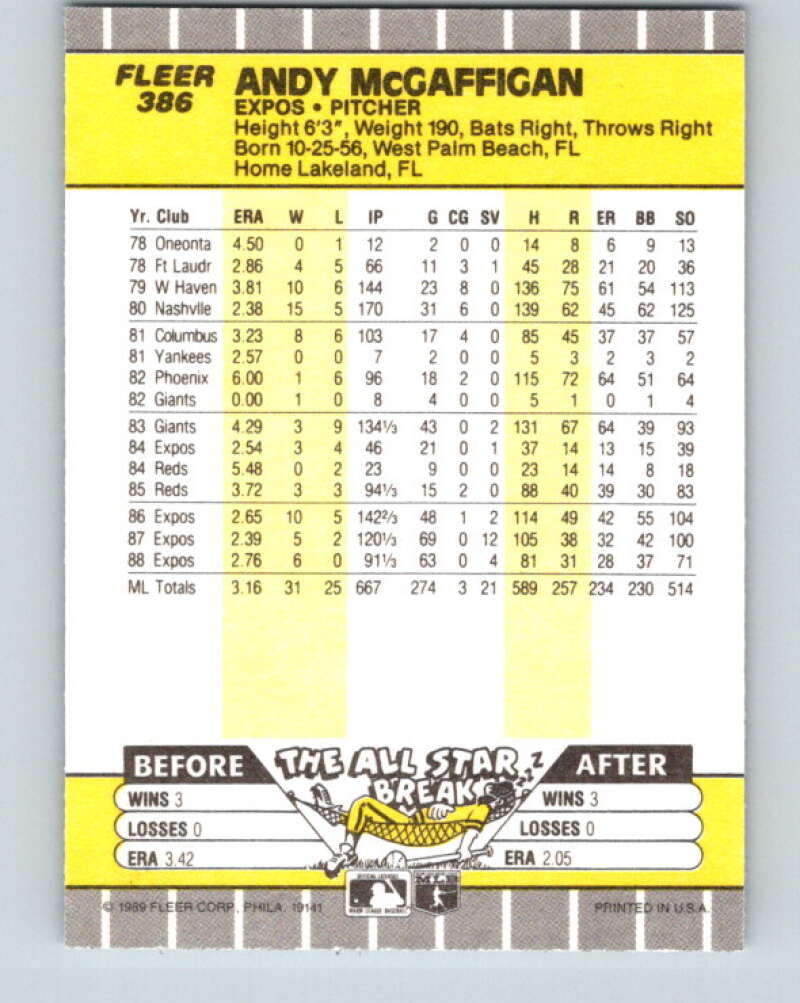 FLEER
386
ANDY McGAFFIGAN
EXPOS • PITCHER
Height 6'3", Weight 190, Bats Right, Throws Right
Born 10-25-56, West Palm Beach, FL
Home Lakeland, FL
Yr. Club ERA W L IP G CG SV H R ER BB SO
78 Oneonta 4.50 0 1 12 2 0 0 14 8 6 9 13
78 Ft Laudr 2.86 4 5 66 11 3 1 45 28 21 20 36
79 W Haven 3.81 10 6 144 23 8 0 136 75 61 54 113
80 Nashvlle 2.38 15 5 170 31 6 0 139 62 45 62 125
81 Columbus 3.23 8 6 103 17 4 0 85 45 37 37 57
81 Yankees 2.57 0 0 7 2 0 0 5 3 2 3 2
82 Phoenix 6.00 1 6 96 18 2 0 115 72 64 51 64
82 Giants 0.00 1 0 8 4 0 0 5 1 0 1 4
83 Giants 4.29 3 9 134⅓ 43 0 2 131 67 64 39 93
84 Expos 2.54 3 4 46 21 0 1 37 14 13 15 39
84 Reds 5.48 0 2 23 9 0 0 23 14 14 8 18
85 Reds 3.72 3 3 94⅓ 15 2 0 88 40 39 30 83
86 Expos 2.65 10 5 142⅔ 48 1 2 114 49 42 55 104
87 Expos 2.39 5 2 120⅓ 69 0 12 105 38 32 42 100
88 Expos 2.76 6 0 91⅓ 63 0 4 81 31 28 37 71
ML Totals 3.16 31 25 667 274 3 21 589 257 234 230 514
BEFORE THE ALL STAR BREAK ZZZ AFTER
WINS 3 WINS 3
LOSSES 0 LOSSES 0
ERA 3.42 ERA 2.05
OFFICIAL LICENSEE
MAJOR LEAGUE BASEBALL
© 1989 FLEER CORP., PHILA. 19141 PRINTED IN U.S.A.